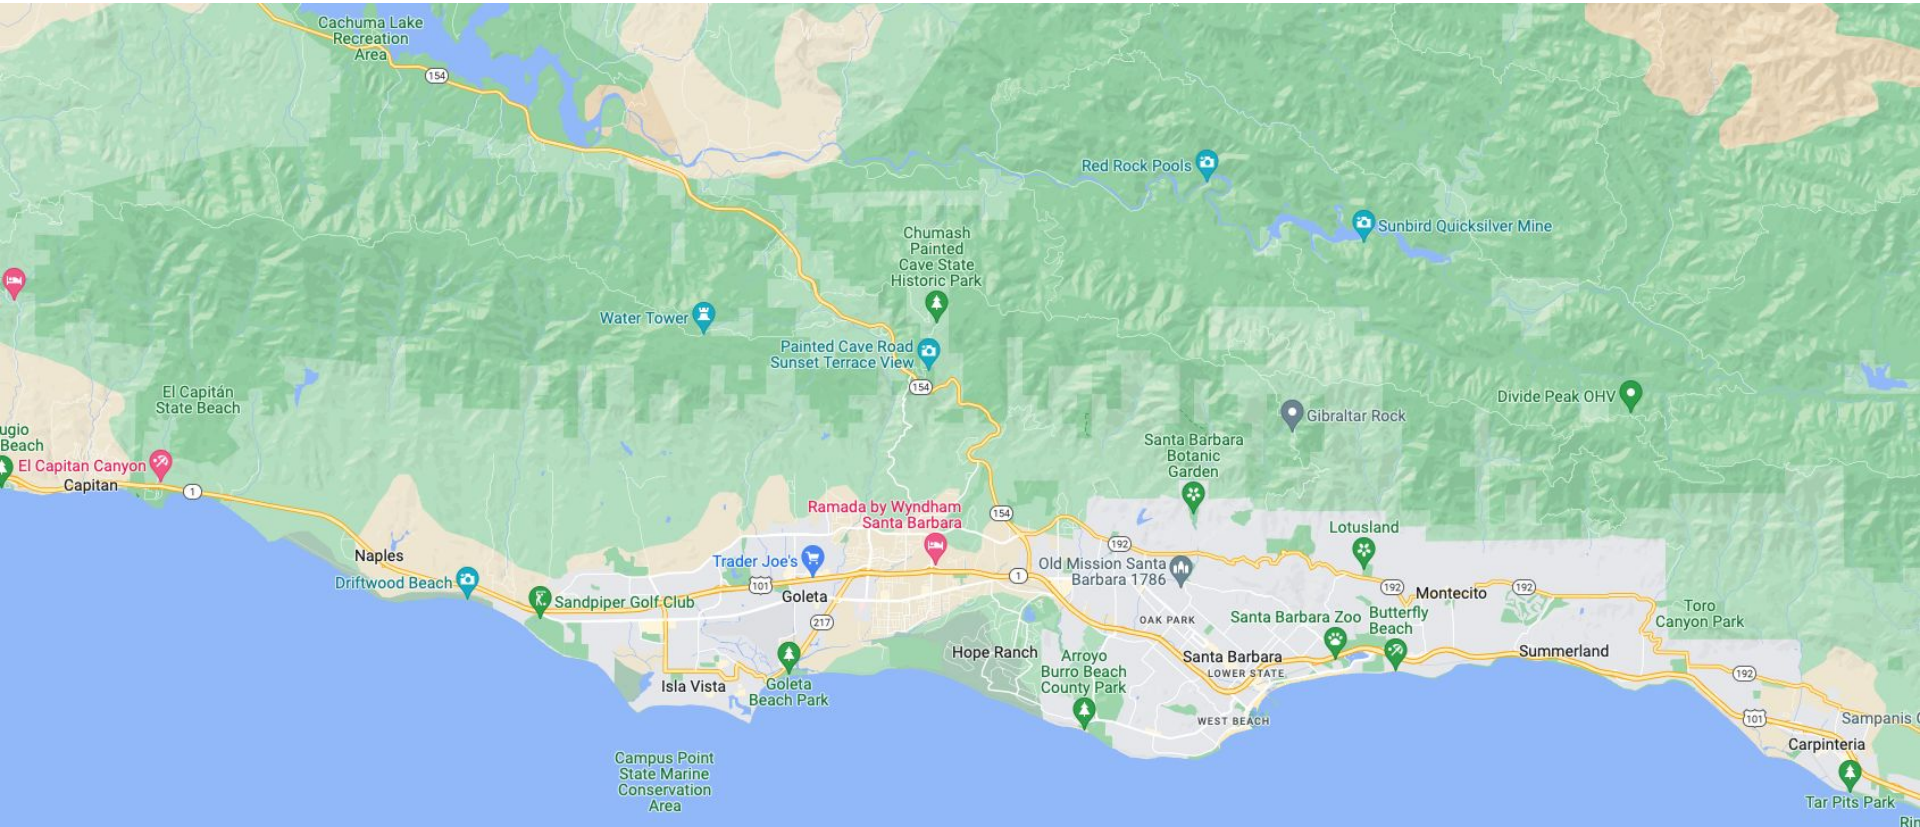 Cachuma Lake
Recreation
Area
154
Red Rock Pools
Sunbird Quicksilver Mine
Chumash
Painted
Cave State
Historic Park
Water Tower
Painted Cave Road
Sunset Terrace View
154
El Capitán
State Beach
Divide Peak OHV
Gibraltar Rock
ugio
Beach
Santa Barbara
Botanic
Garden
El Capitan Canyon
Capitan
1
Ramada by Wyndham
Santa Barbara
154
Lotusland
192
Naples
Trader Joe's
Old Mission Santa
Barbara 1786
1
Driftwood Beach
101
Goleta
192
Montecito
192
Sandpiper Golf Club
217
OAK PARK
Santa Barbara Zoo
Butterfly
Beach
Toro
Canyon Park
Hope Ranch
Arroyo
Burro Beach
County Park
Santa Barbara
LOWER STATE
Summerland
Isla Vista
Goleta
Beach Park
192
WEST BEACH
101
Sampanis
Carpinteria
Campus Point
State Marine
Conservation
Area
Tar Pits Park
Rin